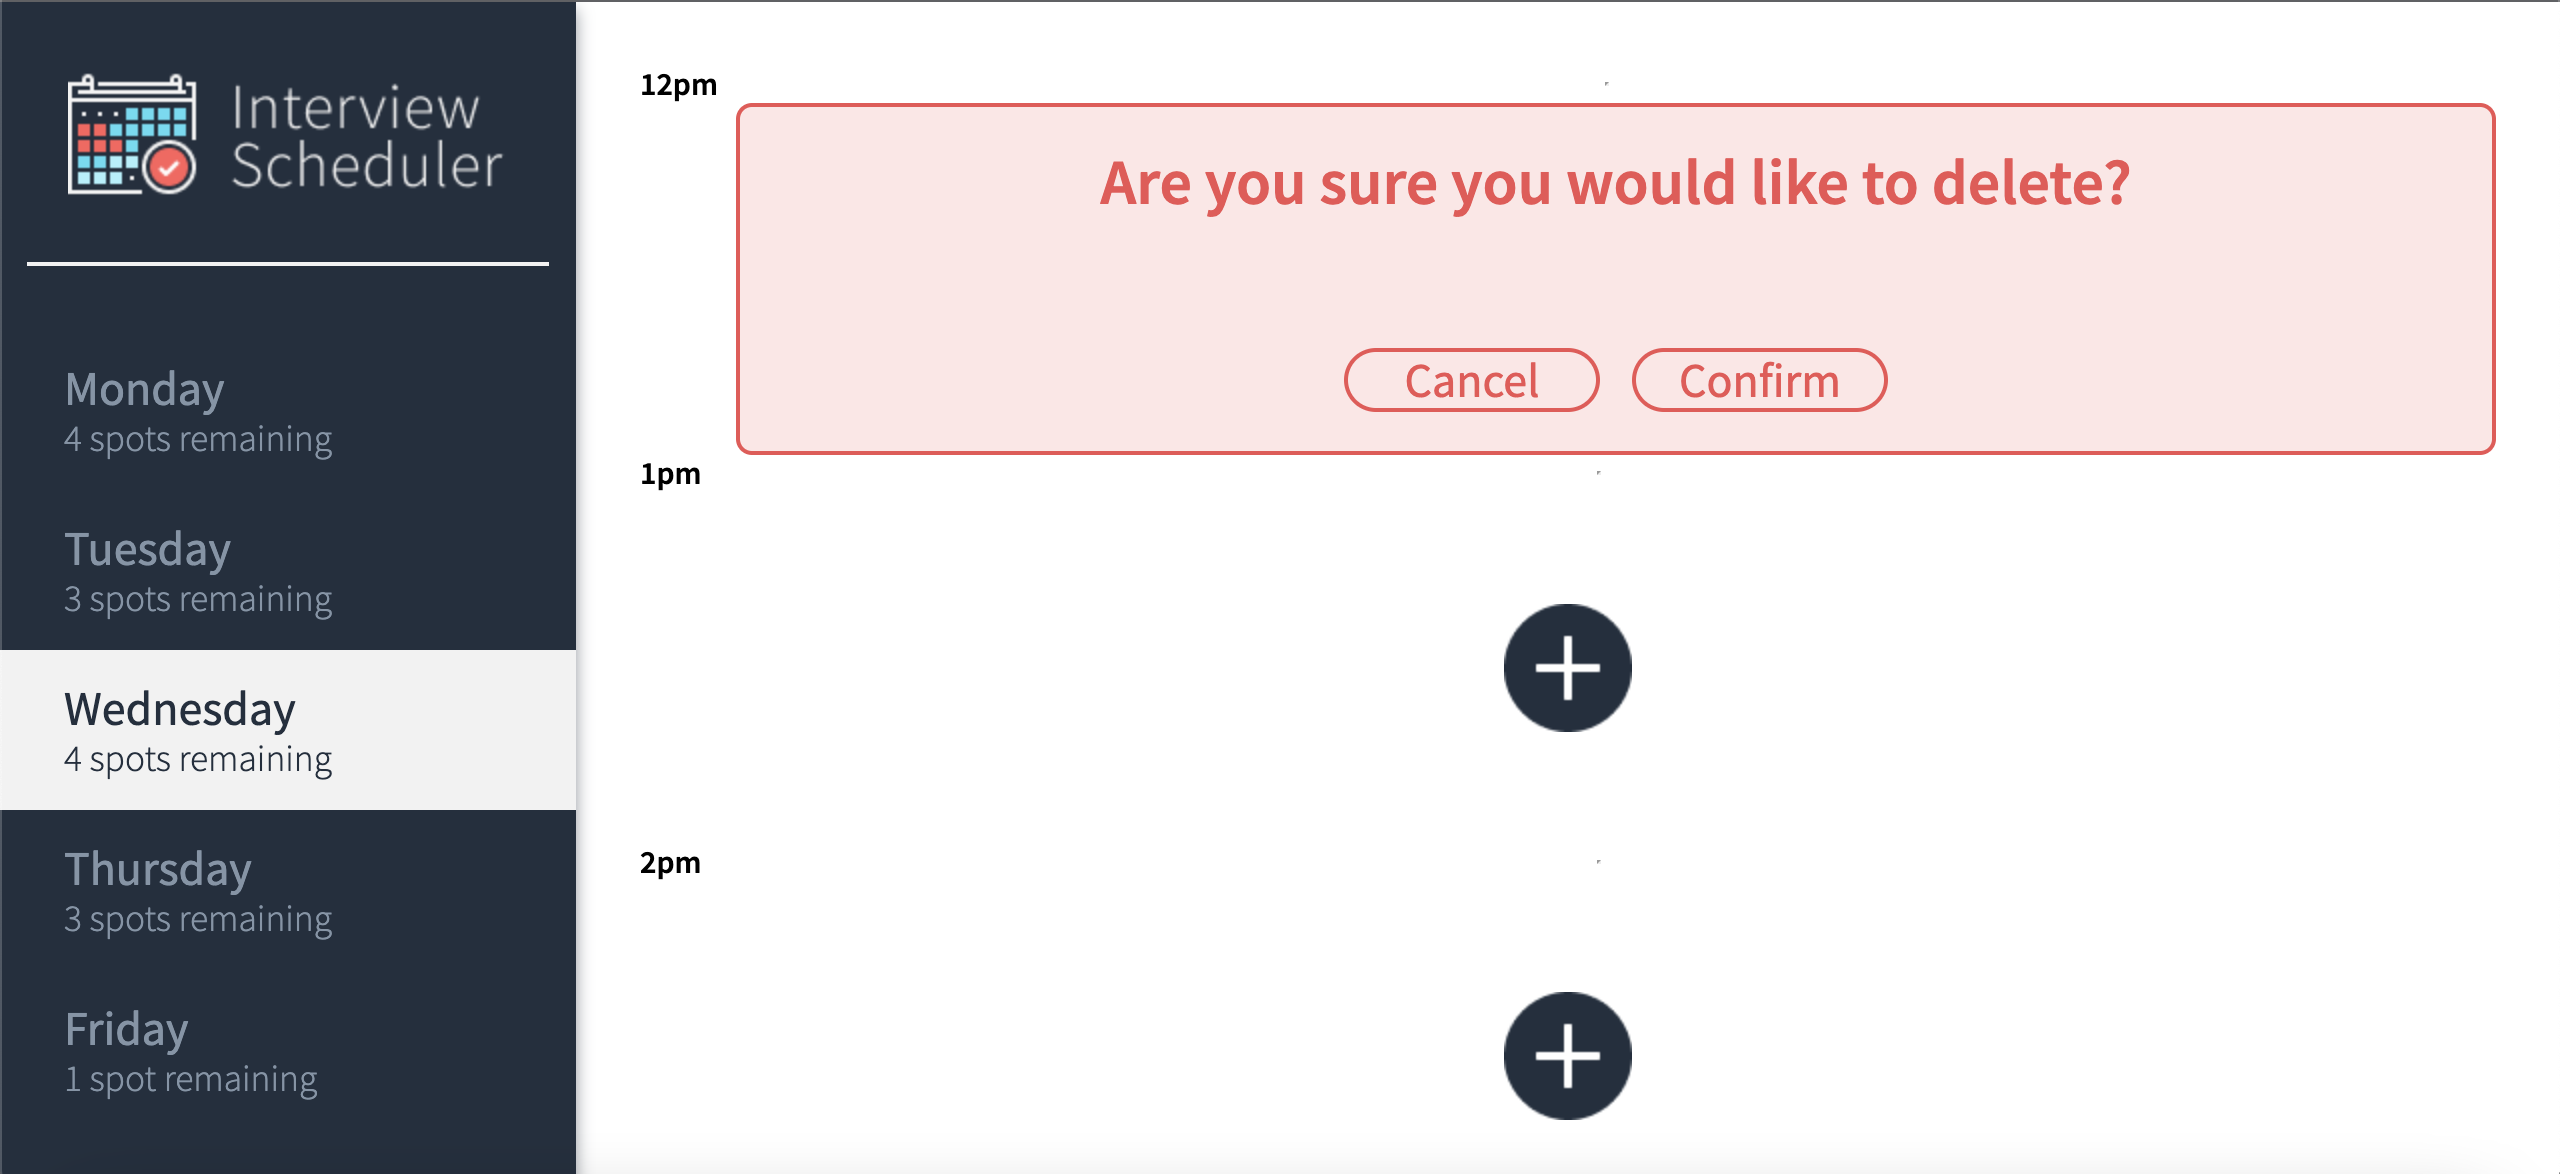 Interview
Scheduler
Monday
4 spots remaining
Tuesday
3 spots remaining
Wednesday
4 spots remaining
Thursday
3 spots remaining
Friday
1 spot remaining
12pm
Are you sure you would like to delete?
Cancel Confirm
1pm
2pm